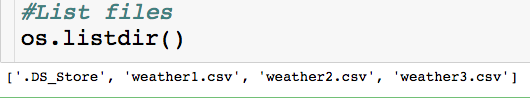 #List files
os.listdir()
['.DS_Store', 'weather1.csv', 'weather2.csv', 'weather3.csv']